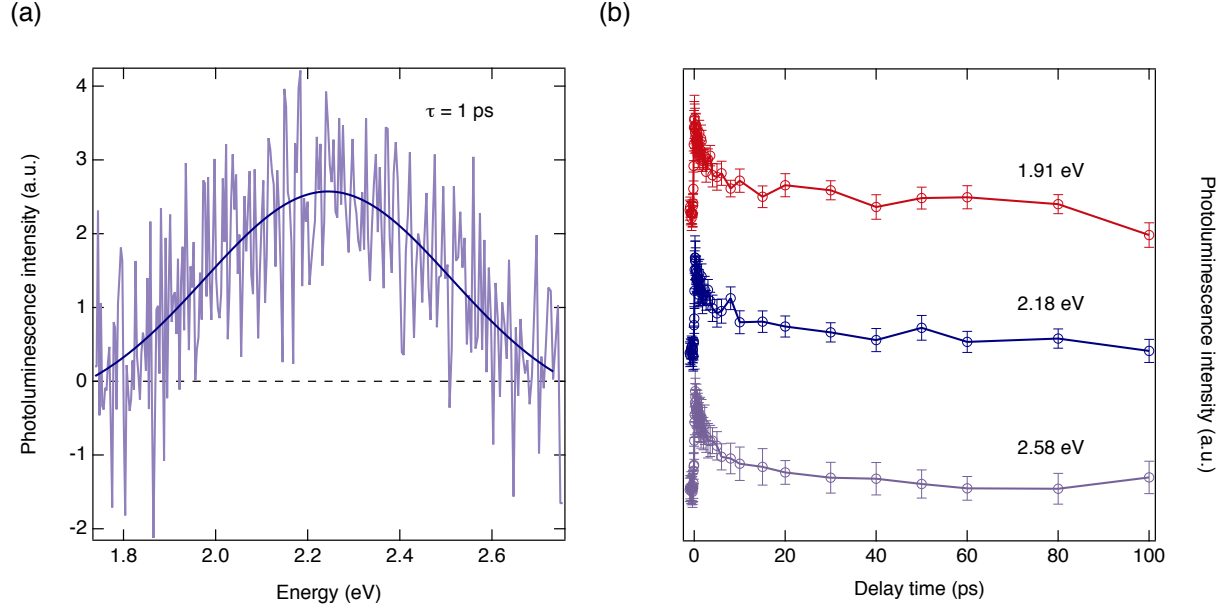 (a)
Photoluminescence intensity (a.u.)
4
3
2
1
0
-1
-2
τ = 1 ps
1.8
2.0
2.2
2.4
2.6
Energy (eV)
(b)
1.91 eV
2.18 eV
2.58 eV
0
20
40
60
80
100
Delay time (ps)
Photoluminescence intensity (a.u.)